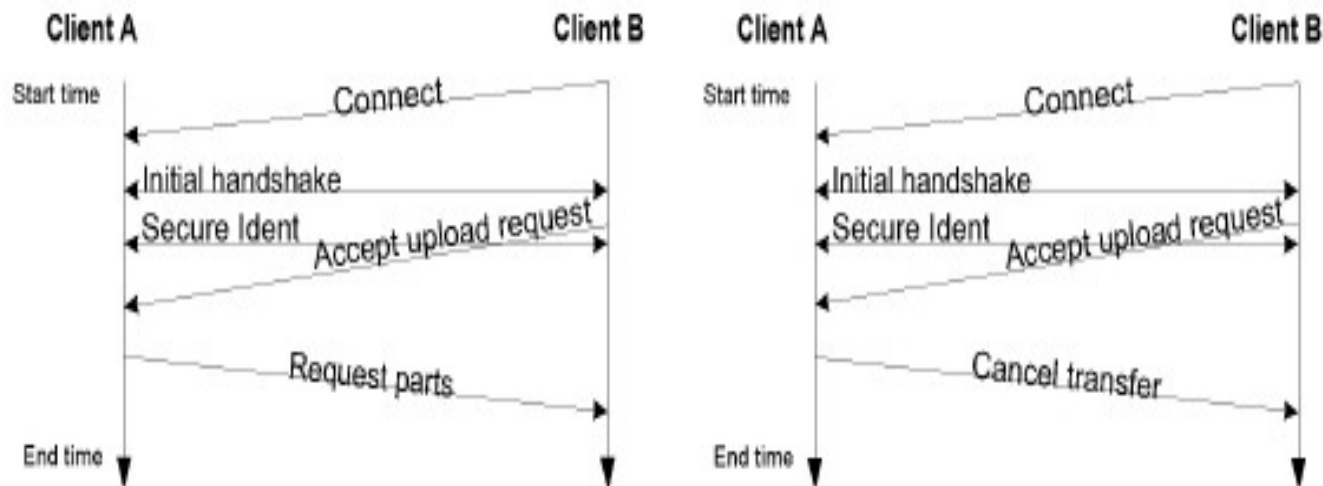 Client A
Client B
Start time
Connect
Initial handshake
Secure Ident
Accept upload request
Request parts
End time
Client A
Client B
Start time
Connect
Initial handshake
Secure Ident
Accept upload request
Cancel transfer
End time